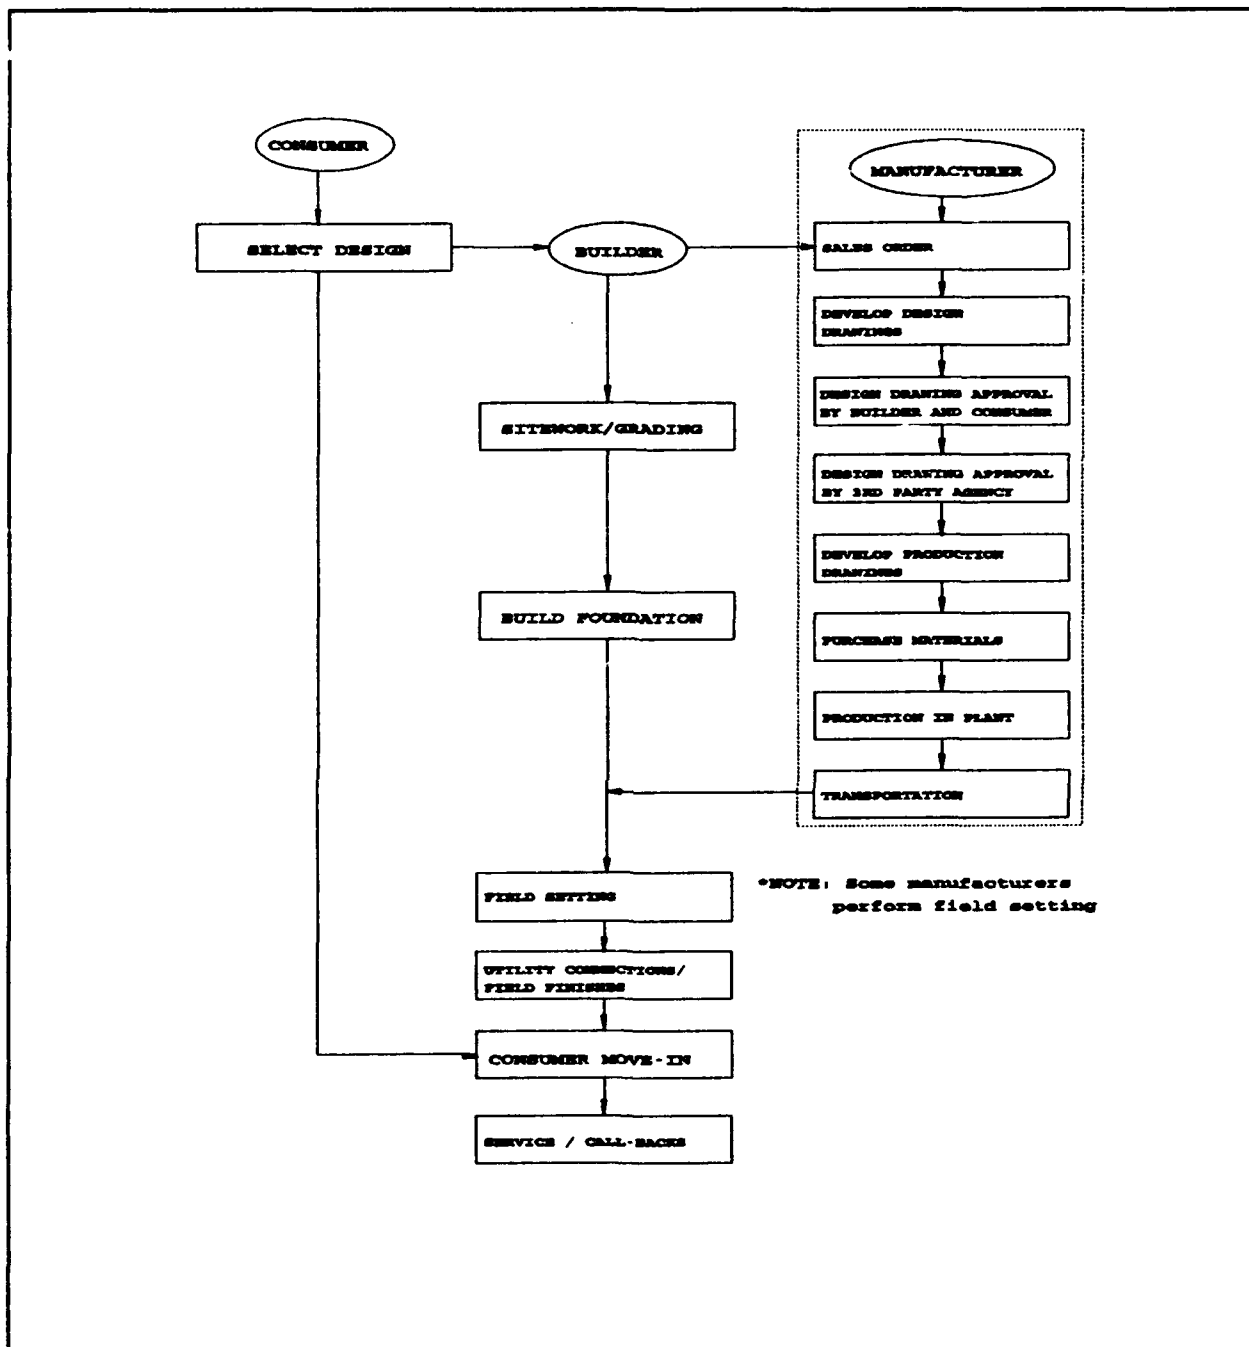 CONSUMER
MANUFACTURER
SELECT DESIGN
BUILDER
SALES ORDER
DEVELOP DESIGN
DRAWINGS
DESIGN DRAWING APPROVAL
BY BUILDER AND CONSUMER
SITEWORK/GRADING
DESIGN DRAWING APPROVAL
BY 3RD PARTY AGENCY
DEVELOP PRODUCTION
DRAWINGS
BUILD FOUNDATION
PURCHASE MATERIALS
PRODUCTION IN PLANT
TRANSPORTATION
FIELD SETTING
*NOTE: Some manufacturers
perform field setting
UTILITY CONNECTIONS/
FIELD FINISHES
CONSUMER MOVE-IN
SERVICE / CALL-BACKS